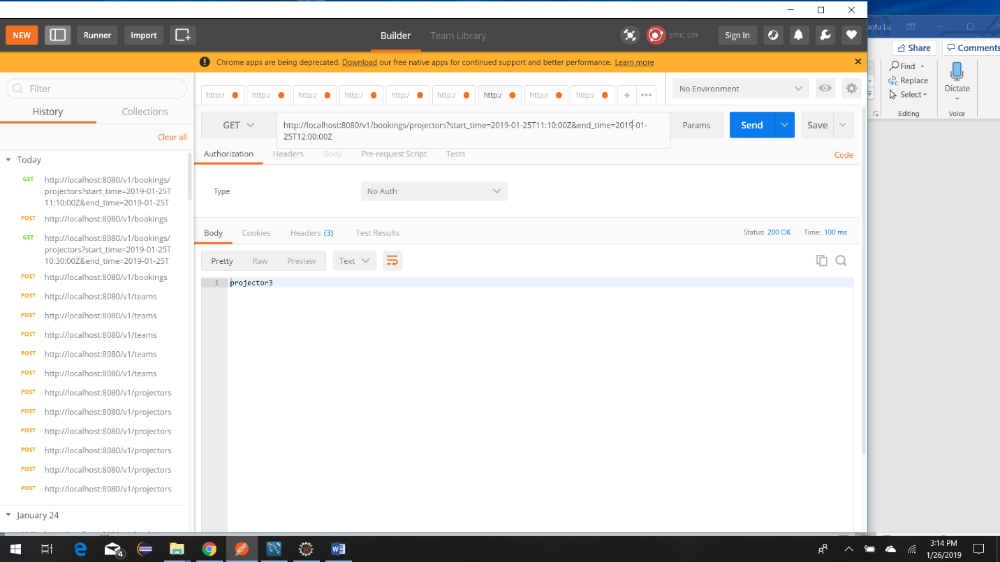 uofu Lu
NEW
Runner
Import
Builder
Team Library
SYNC OFF
Sign In
Share
Comments
Chrome apps are being deprecated. Download our free native apps for continued support and better performance. Learn more
Find
Replace
Select
Dictate
Editing
Voice
Filter
History
Collections
Clear all
http:/
http:/
http:/
http:/
http:/
http:/
http:/
http:/
http:/
No Environment
GET
http://localhost:8080/v1/bookings/projectors?start_time=2019-01-25T11:10:00Z&end_time=2019-01-
25T12:00:00Z
Params
Send
Save
Authorization
Headers
Body
Pre-request Script
Tests
Code
Type
No Auth
Body
Cookies
Headers (3)
Test Results
Status: 200 OK
Time: 100 ms
Pretty
Raw
Preview
Text
1
projector3
Today
GET
http://localhost:8080/v1/bookings/
projectors?start_time=2019-01-25T
11:10:00Z&end_time=2019-01-25T
POST http://localhost:8080/v1/bookings
GET
http://localhost:8080/v1/bookings/
projectors?start_time=2019-01-25T
10:30:00Z&end_time=2019-01-25T
POST http://localhost:8080/v1/bookings
POST http://localhost:8080/v1/teams
POST http://localhost:8080/v1/teams
POST http://localhost:8080/v1/teams
POST http://localhost:8080/v1/teams
POST http://localhost:8080/v1/teams
POST http://localhost:8080/v1/projectors
POST http://localhost:8080/v1/projectors
POST http://localhost:8080/v1/projectors
POST http://localhost:8080/v1/projectors
POST http://localhost:8080/v1/projectors
POST http://localhost:8080/v1/projectors
January 24
4
3:14 PM
1/26/2019